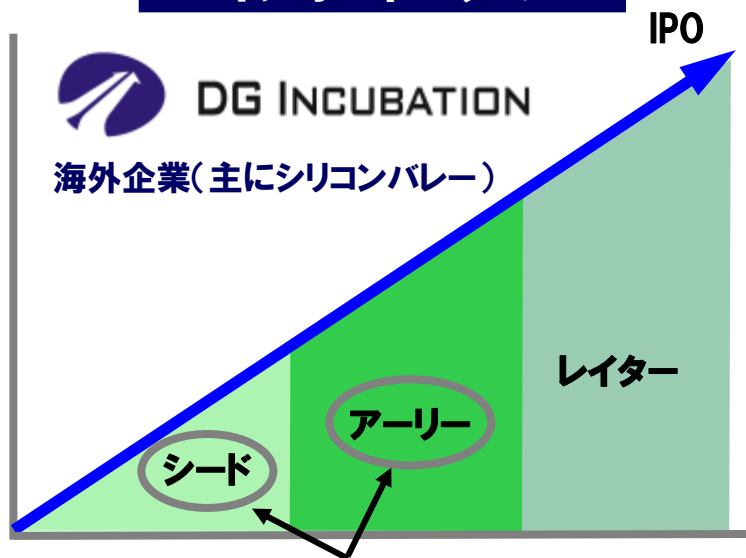 IPO
DG INCUBATION
海外企業(主にシリコンバレー)
レイター
アーリー
シード